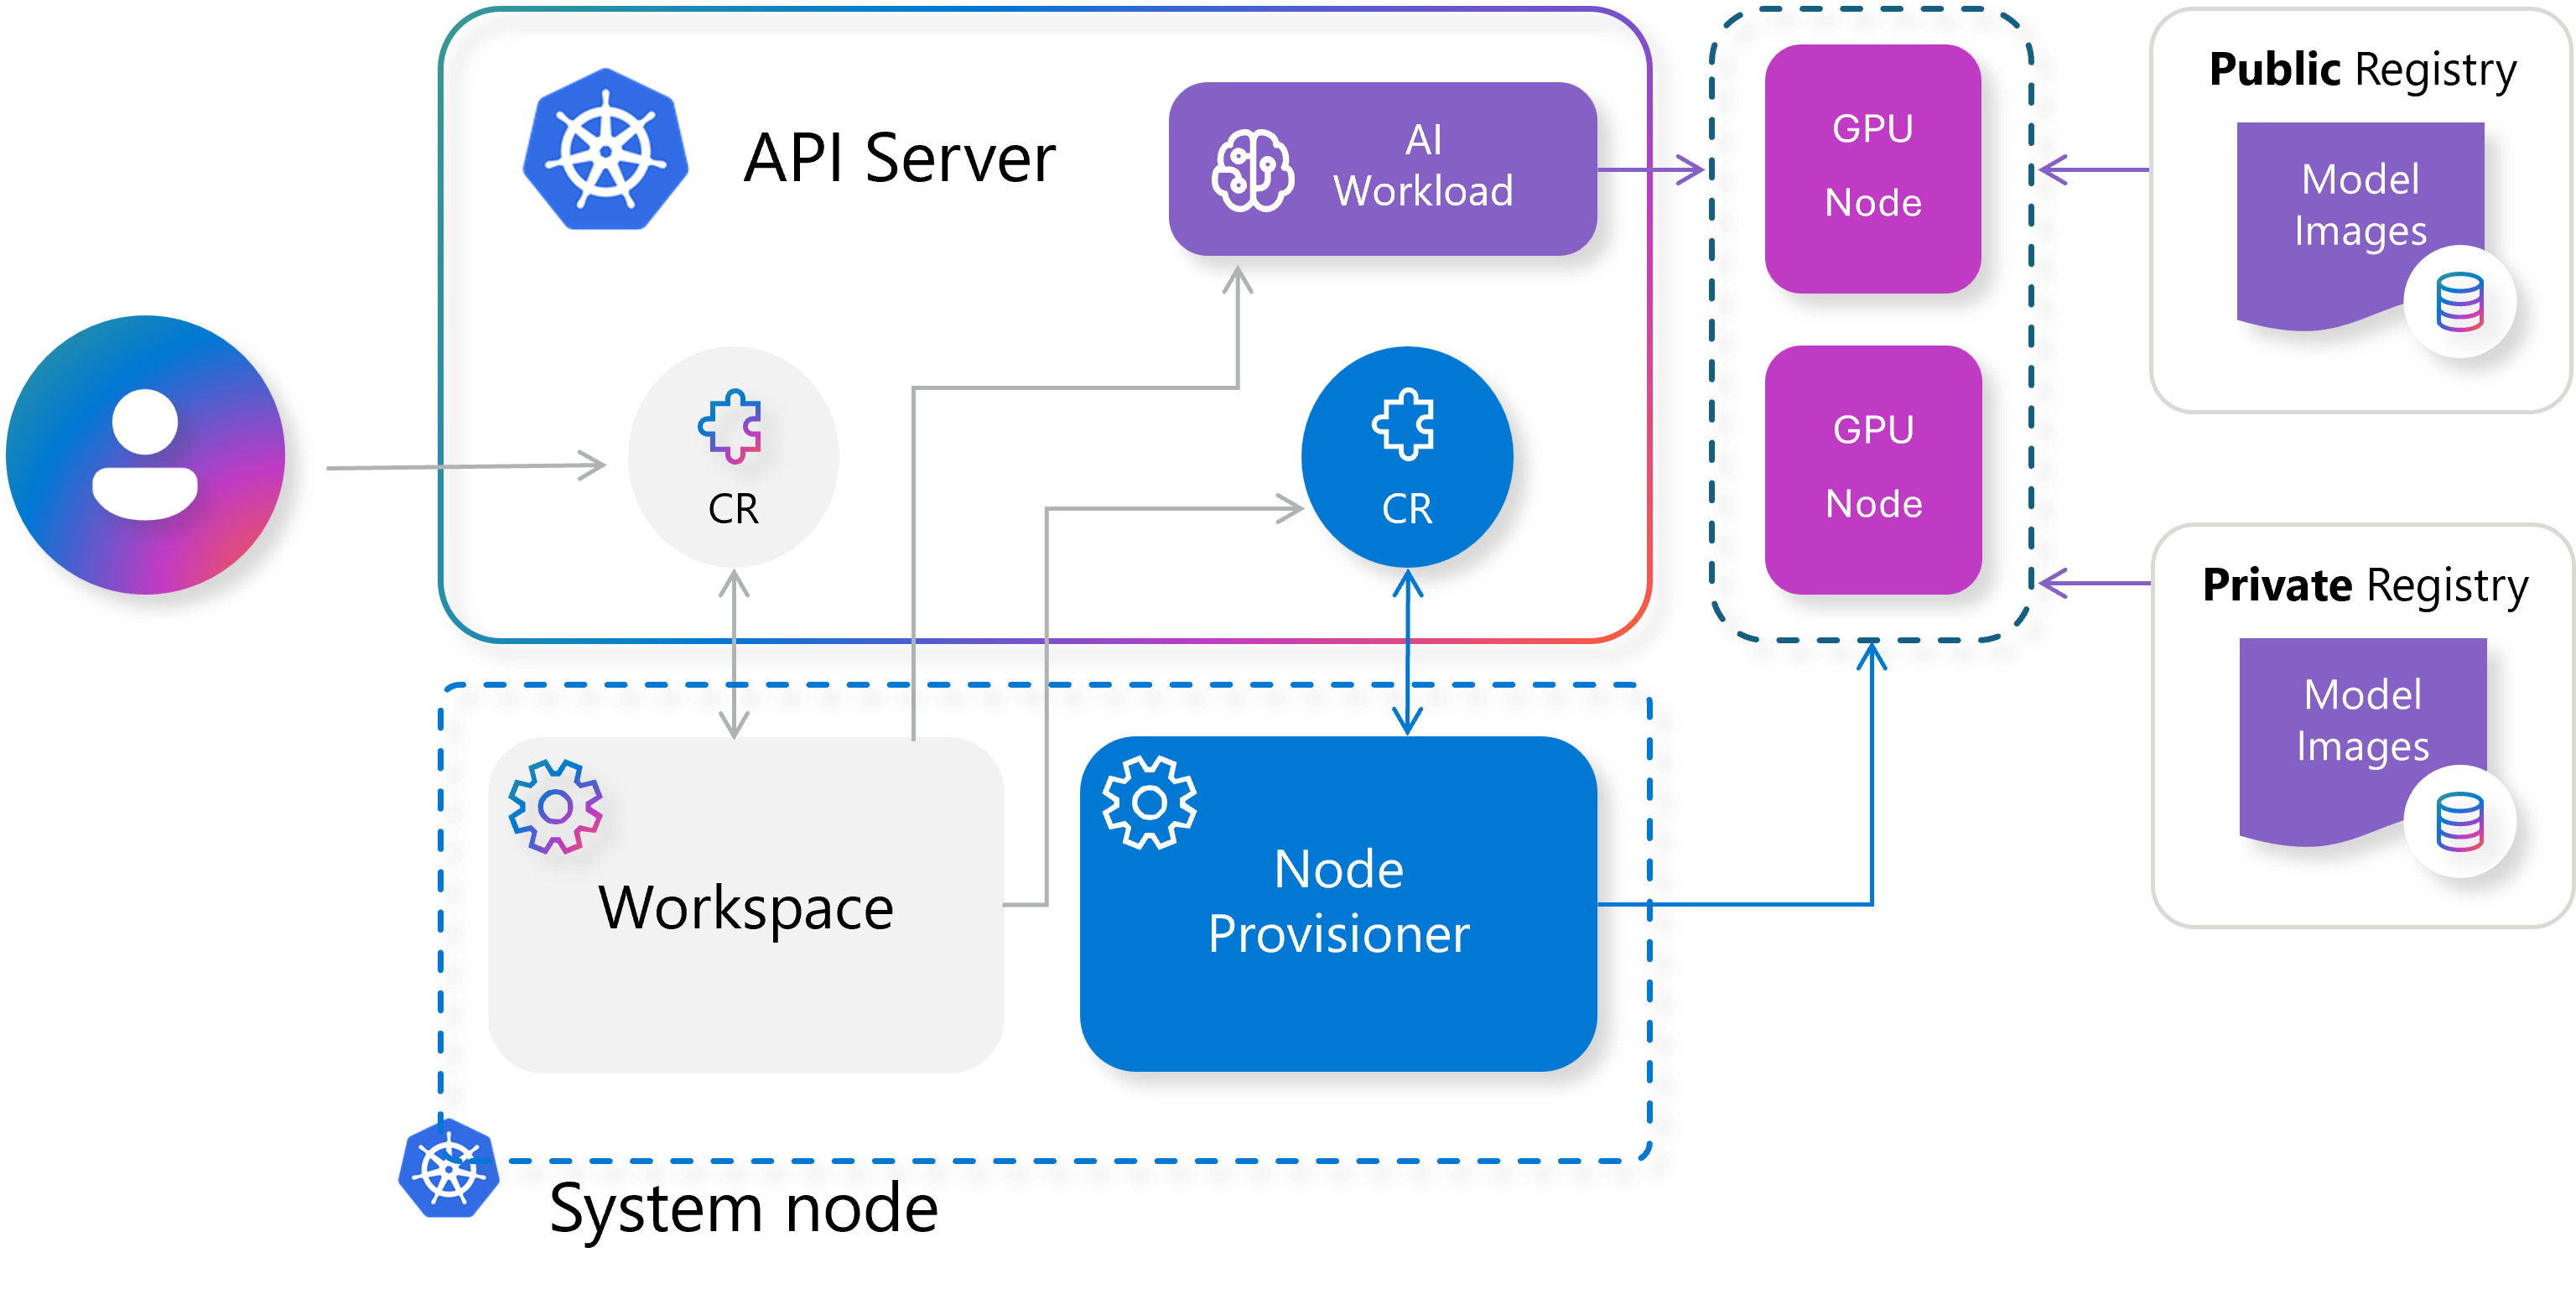 API Server
AI
Workload
CR
CR
GPU
Node
GPU
Node
Public Registry
Model
Images
Private Registry
Model
Images
Workspace
Node
Provisioner
System node